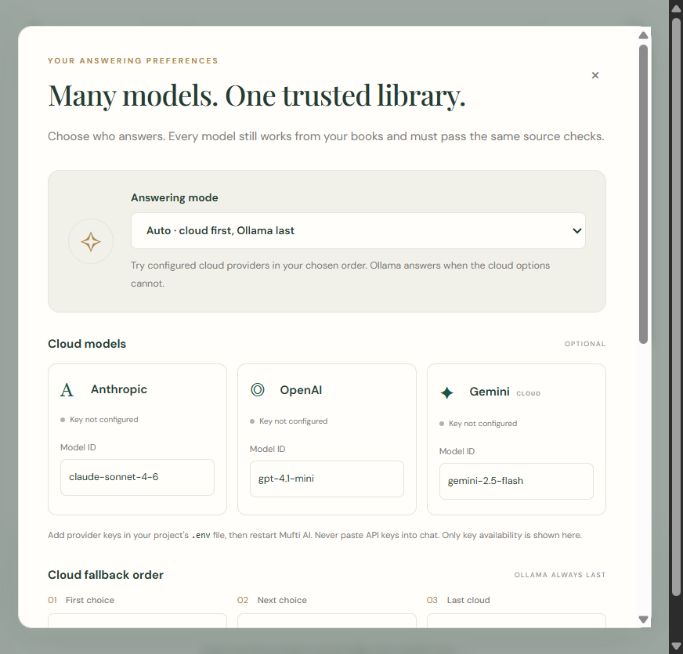 YOUR ANSWERING PREFERENCES
×
Many models. One trusted library.
Choose who answers. Every model still works from your books and must pass the same source checks.
Answering mode
Auto · cloud first, Ollama last
Try configured cloud providers in your chosen order. Ollama answers when the cloud options
cannot.
Cloud models
OPTIONAL
A Anthropic
OpenAI
Gemini CLOUD
Key not configured
Key not configured
Key not configured
Model ID
Model ID
Model ID
claude-sonnet-4-6
gpt-4.1-mini
gemini-2.5-flash
Add provider keys in your project's .env file, then restart Mufti AI. Never paste API keys into chat. Only key availability is shown here.
Cloud fallback order
OLLAMA ALWAYS LAST
01 First choice
02 Next choice
03 Last cloud